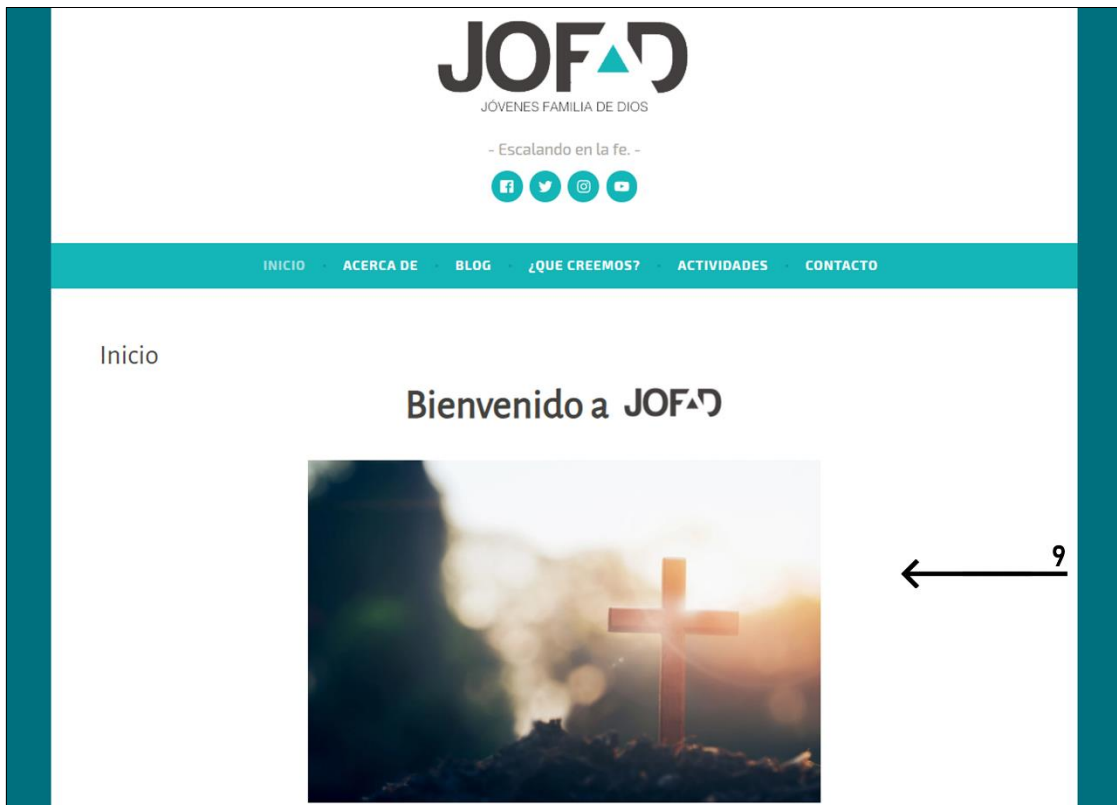 JOFAD
JÓVENES FAMILIA DE DIOS
- Escalando en la fe. -
INICIO · ACERCA DE · BLOG · ¿QUE CREEMOS? · ACTIVIDADES · CONTACTO
Inicio
Bienvenido a JOFAD
9